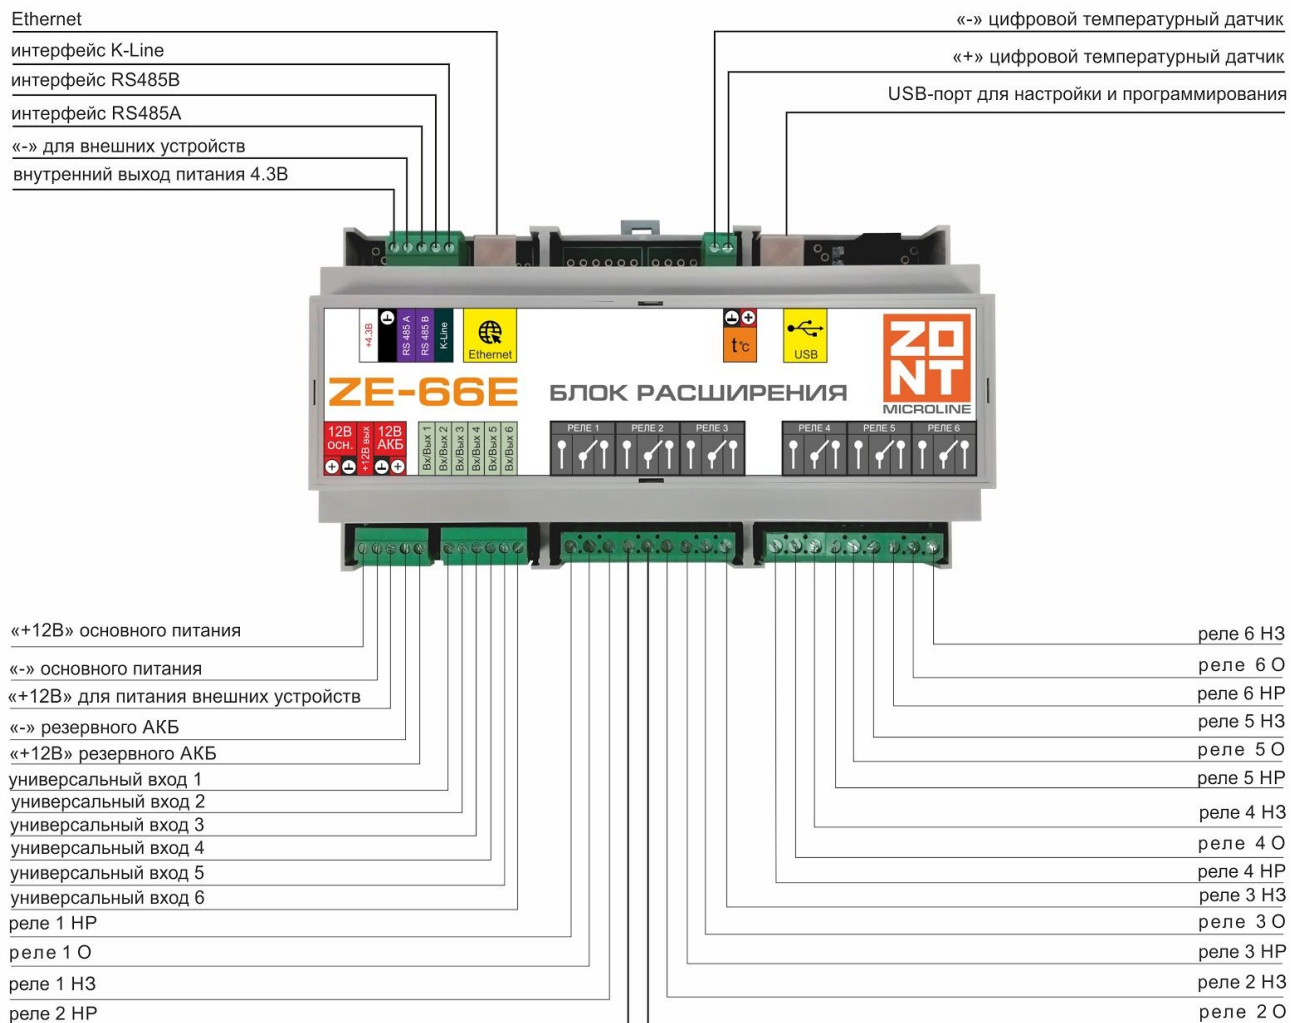 Ethernet
интерфейс K-Line
интерфейс RS485B
интерфейс RS485A
«-» для внешних устройств
внутренний выход питания 4.3В
«-» цифровой температурный датчик
«+» цифровой температурный датчик
USB-порт для настройки и программирования
+4.3В
RS 485 A
RS 485 B
K-Line
Ethernet
t°c
USB
ZONT
MICROLINE
ZE-66E
БЛОК РАСШИРЕНИЯ
12В осн.
+12В вых
12В АКБ
Вх/Вых 1
Вх/Вых 2
Вх/Вых 3
Вх/Вых 4
Вх/Вых 5
Вх/Вых 6
РЕЛЕ 1
РЕЛЕ 2
РЕЛЕ 3
РЕЛЕ 4
РЕЛЕ 5
РЕЛЕ 6
«+12В» основного питания
«-» основного питания
«+12В» для питания внешних устройств
«-» резервного АКБ
«+12В» резервного АКБ
универсальный вход 1
универсальный вход 2
универсальный вход 3
универсальный вход 4
универсальный вход 5
универсальный вход 6
реле 1 НР
реле 1 О
реле 1 НЗ
реле 2 НР
реле 6 НЗ
реле 6 О
реле 6 НР
реле 5 НЗ
реле 5 О
реле 5 НР
реле 4 НЗ
реле 4 О
реле 4 НР
реле 3 НЗ
реле 3 О
реле 3 НР
реле 2 НЗ
реле 2 О